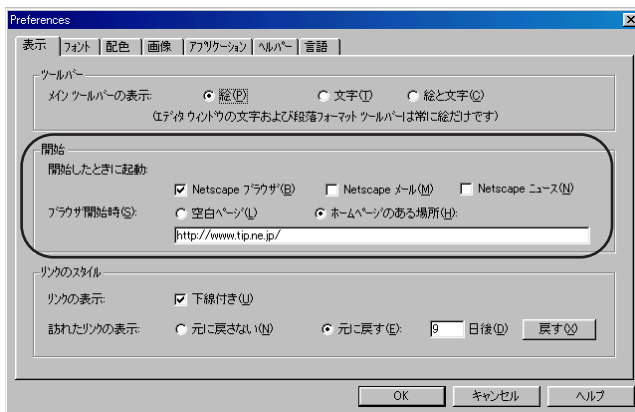 Preferences
表示 フォント 配色 画像 アプリケーション ヘルパー 言語
ツールバー
メイン ツールバーの表示: 絵(P) 文字(T) 絵と文字(C)
(エディタ ウィンドウの文字および段落フォーマット ツールバーは常に絵だけです)
開始
開始したときに起動:
Netscape ブラウザ(B) Netscape メール(M) Netscape ニュース(N)
ブラウザ開始時(S): 空白ページ(L) ホームページのある場所(H):
http://www.tip.ne.jp/
リンクのスタイル
リンクの表示: 下線付き(U)
訪れたリンクの表示: 元に戻さない(N) 元に戻す(E): 9 日後(D) 戻す(X)
OK キャンセル ヘルプ